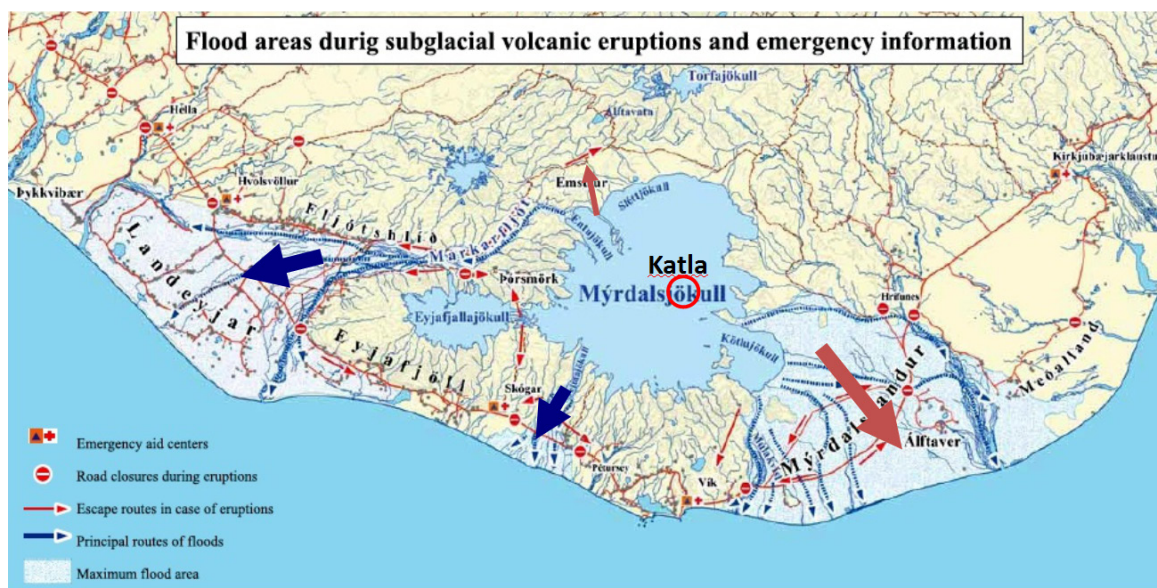 Flood areas durig subglacial volcanic eruptions and emergency information
Torfajökull
Hella
Álftavatn
Kirkjubæjarklaustur
Þykkvibær
Hvolsvöllur
Emstrur
Sléttjökull
Fljótshlíð
Markarfljót
Entujökull
Landeyjar
Katla
Þórsmörk
Mýrdalsjökull
Hrífunes
Eyjafjallajökull
Eyjafjöll
Kötlujökull
Meðalland
Skógar
Mýrdalssandur
Álftaver
Múlakvísl
Pétursey
Vík
Emergency aid centers
Road closures during eruptions
Escape routes in case of eruptions
Principal routes of floods
Maximum flood area